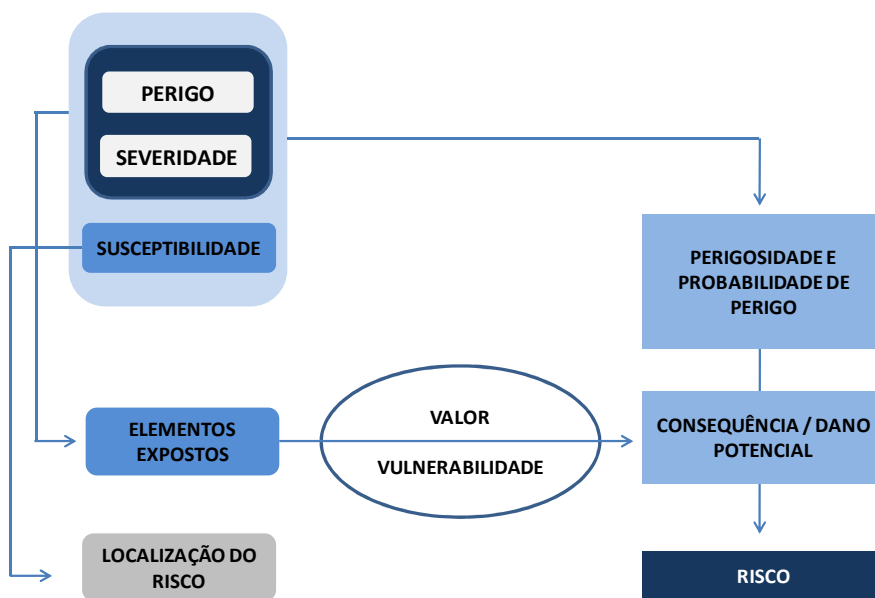 PERIGO
SEVERIDADE
SUSCEPTIBILIDADE
PERIGOSIDADE E
PROBABILIDADE DE
PERIGO
ELEMENTOS
EXPOSTOS
VALOR
VULNERABILIDADE
CONSEQUÊNCIA / DANO
POTENCIAL
LOCALIZAÇÃO DO
RISCO
RISCO